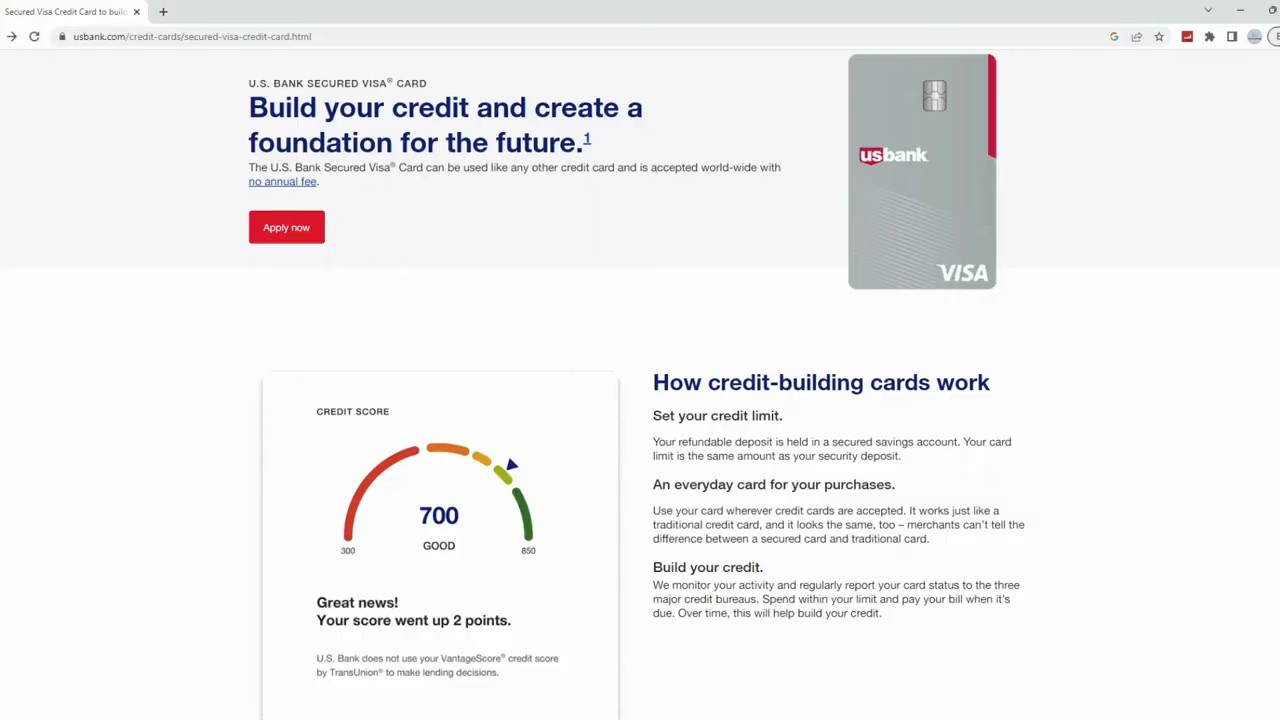 Secured Visa Credit Card to buil
usbank.com/credit-cards/secured-visa-credit-card.html
U.S. BANK SECURED VISA® CARD
Build your credit and create a
foundation for the future.1
The U.S. Bank Secured Visa® Card can be used like any other credit card and is accepted world-wide with
no annual fee.
Apply now
usbank
VISA
CREDIT SCORE
700
GOOD
300
850
Great news!
Your score went up 2 points.
U.S. Bank does not use your VantageScore® credit score
by TransUnion® to make lending decisions.
How credit-building cards work
Set your credit limit.
Your refundable deposit is held in a secured savings account. Your card
limit is the same amount as your security deposit.
An everyday card for your purchases.
Use your card wherever credit cards are accepted. It works just like a
traditional credit card, and it looks the same, too – merchants can't tell the
difference between a secured card and traditional card.
Build your credit.
We monitor your activity and regularly report your card status to the three
major credit bureaus. Spend within your limit and pay your bill when it's
due. Over time, this will help build your credit.